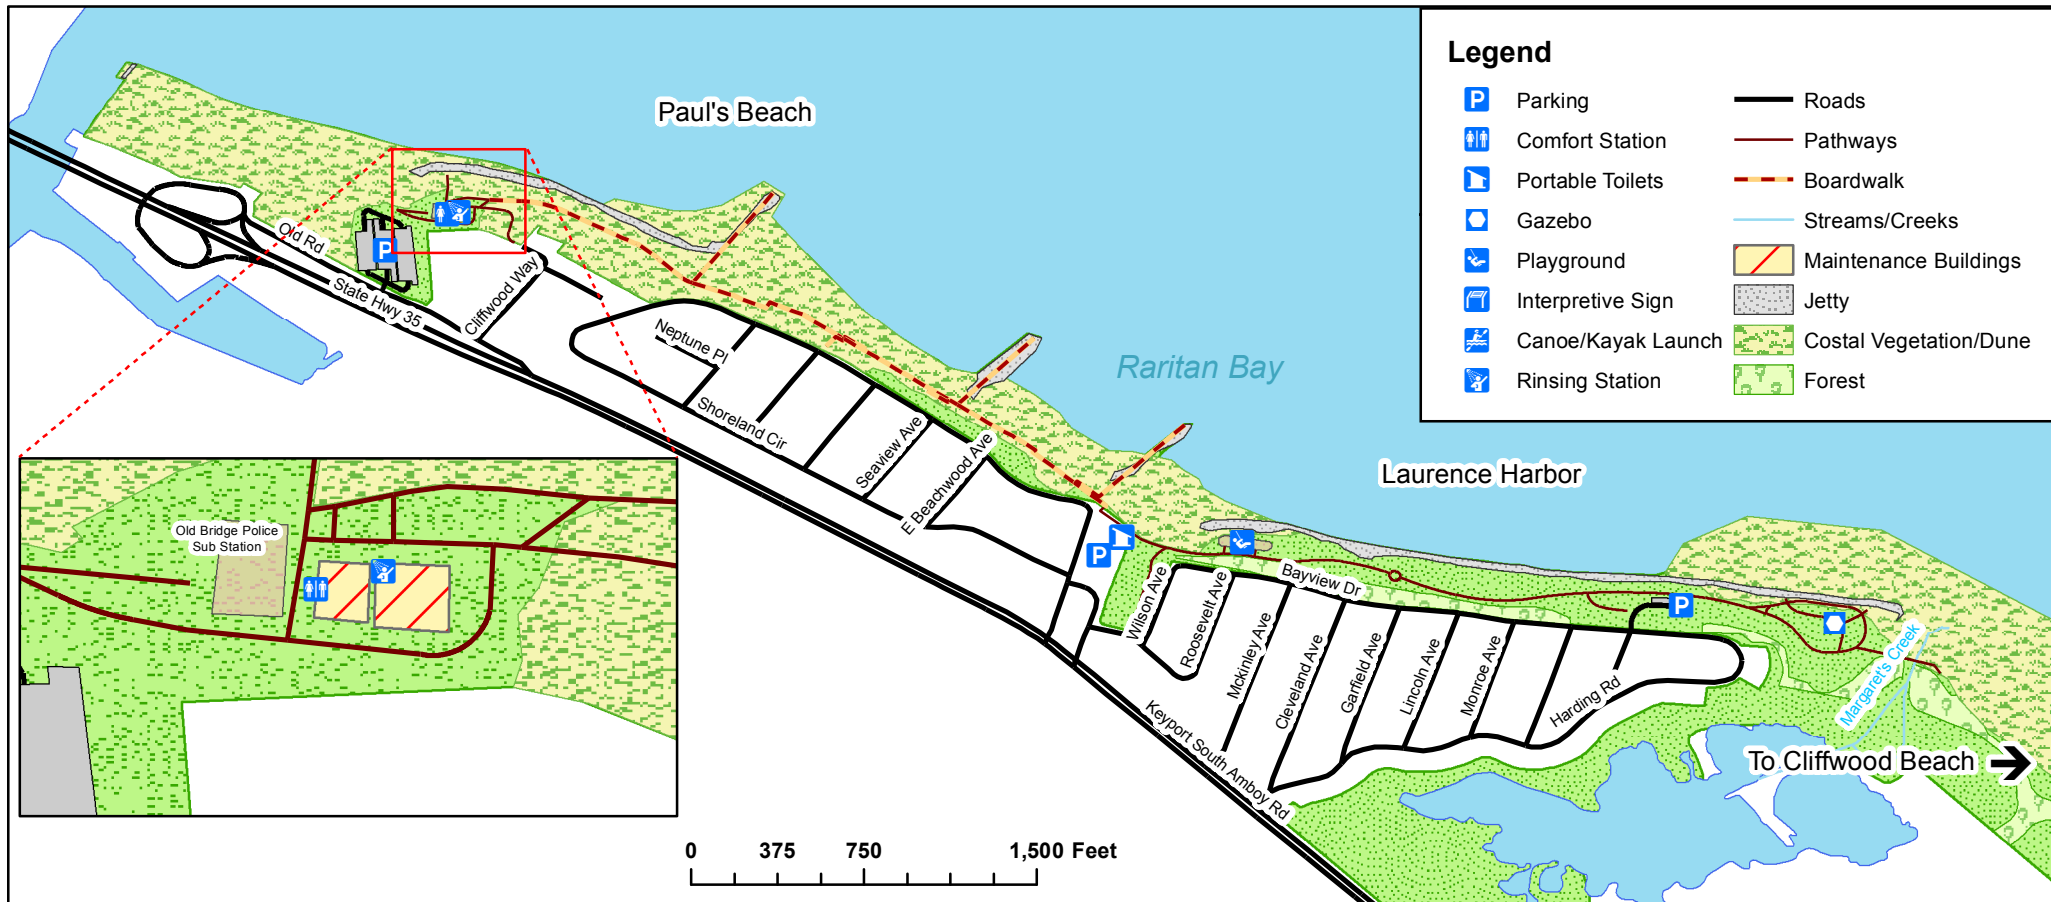 Legend
Parking
Comfort Station
Portable Toilets
Gazebo
Playground
Interpretive Sign
Canoe/Kayak Launch
Rinsing Station
Roads
Pathways
Boardwalk
Streams/Creeks
Maintenance Buildings
Jetty
Costal Vegetation/Dune
Forest
Paul's Beach
Raritan Bay
Laurence Harbor
Old Rd
State Hwy 35
Cliffwood Way
Neptune Pl
Shoreland Cir
Seaview Ave
E Beachwood Ave
Wilson Ave
Roosevelt Ave
Bayview Dr
Mckinley Ave
Cleveland Ave
Garfield Ave
Lincoln Ave
Monroe Ave
Harding Rd
Margaret's Creek
Keyport South Amboy Rd
To Cliffwood Beach
Old Bridge Police
Sub Station
0 375 750 1,500 Feet
P
P
P
P